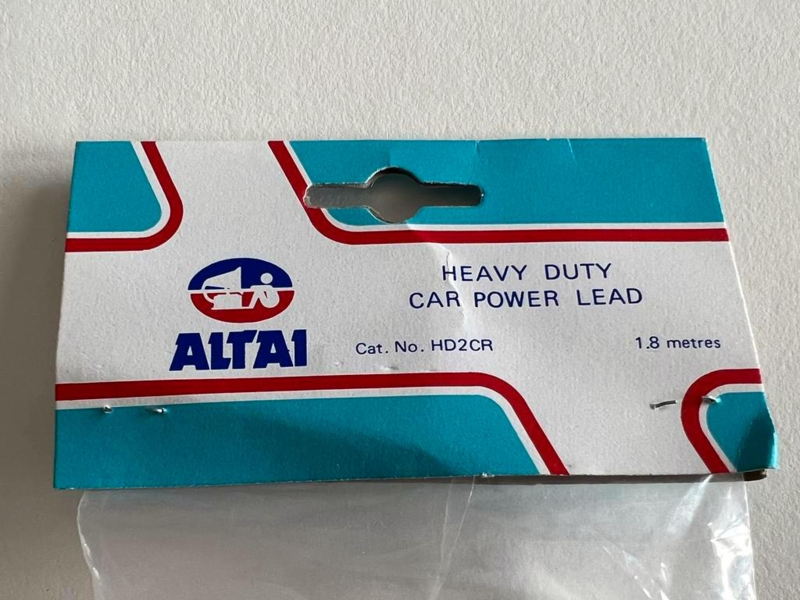 HEAVY DUTY
CAR POWER LEAD
ALTAI
Cat. No. HD2CR 1.8 metres